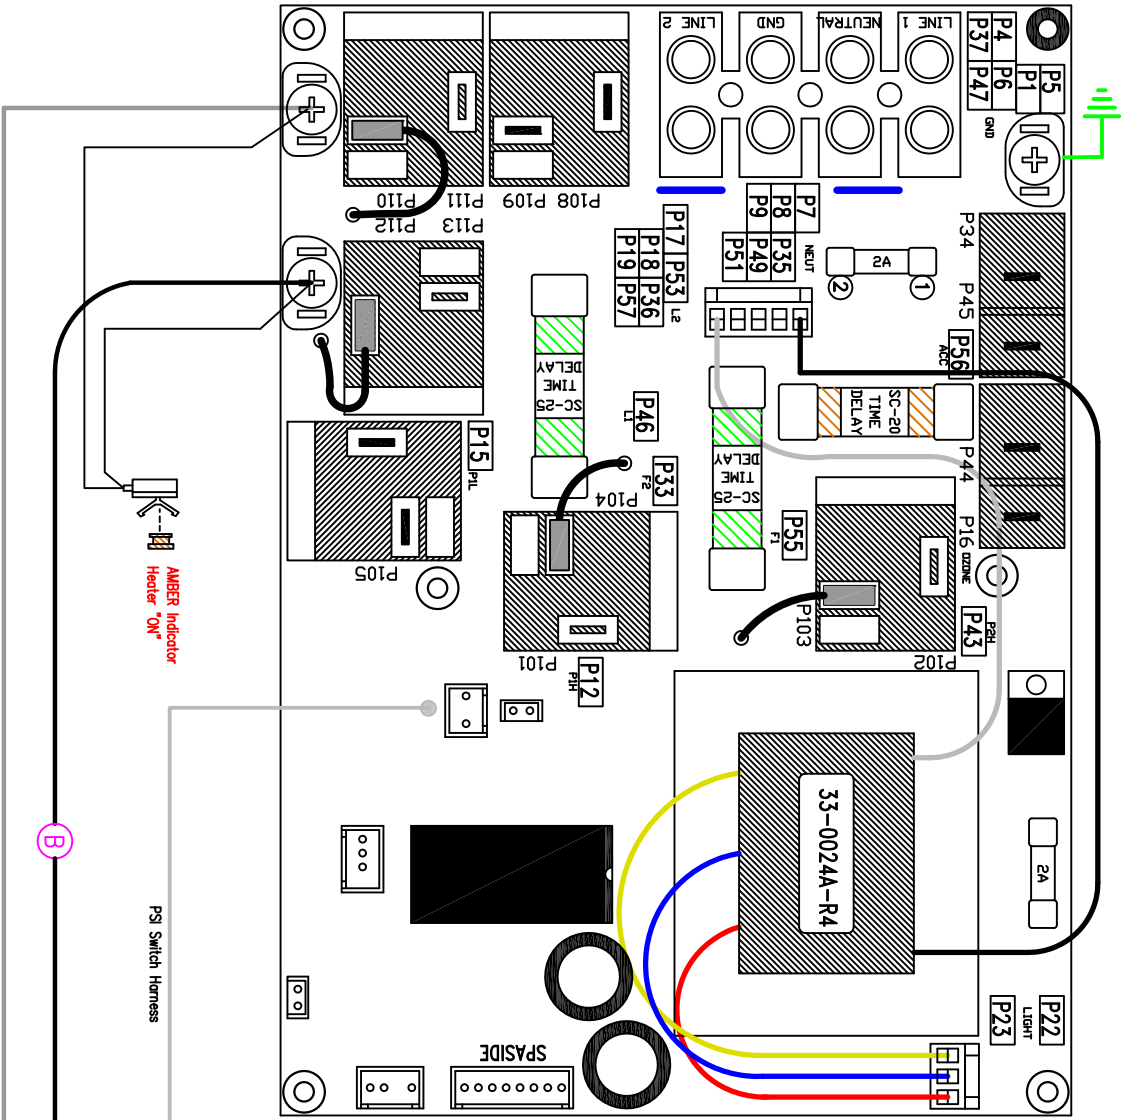 LINE 2
GND
NEUTRAL
LINE 1
P4
P37
P6
P47
P5
P1
GND
P110
P111
P109
P108
P112
P113
P17
P53
P18
P36
P19
P57
L2
P7
P8
P35
P9
P49
P51
NEUT
2A
2
1
P34
P45
P56
ACC
SC-25
TIME
DELAY
SC-20
TIME
DELAY
P46
L1
P15
P1L
P33
F2
P104
SC-25
TIME
DELAY
P44
P16
OZONE
P55
F1
P105
P103
P43
P2H
P102
P101
P12
P1H
AMBER Indicator
Heater "ON"
33-0024A-R4
2A
B
PSI Switch Harness
P22
LIGHT
P23
SPASIDE